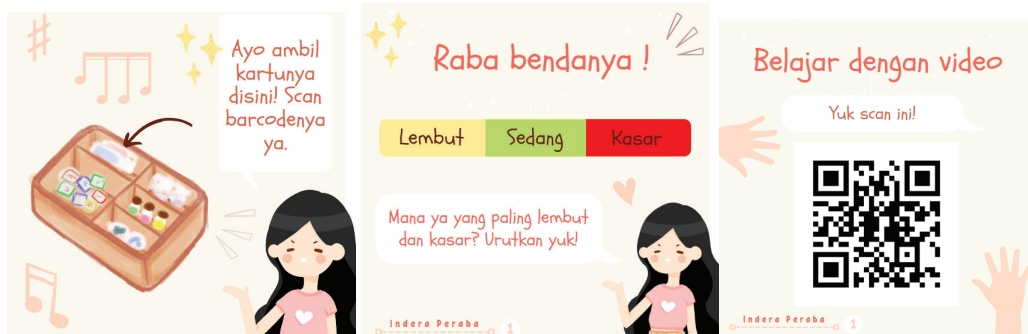 Ayo ambil
kartunya
disini! Scan
barcodenya
ya.
Raba bendanya !
Lembut Sedang Kasar
Mana ya yang paling lembut
dan kasar? Urutkan yuk!
Indera Peraba 1
Belajar dengan video
Yuk scan ini!
Indera Peraba 1